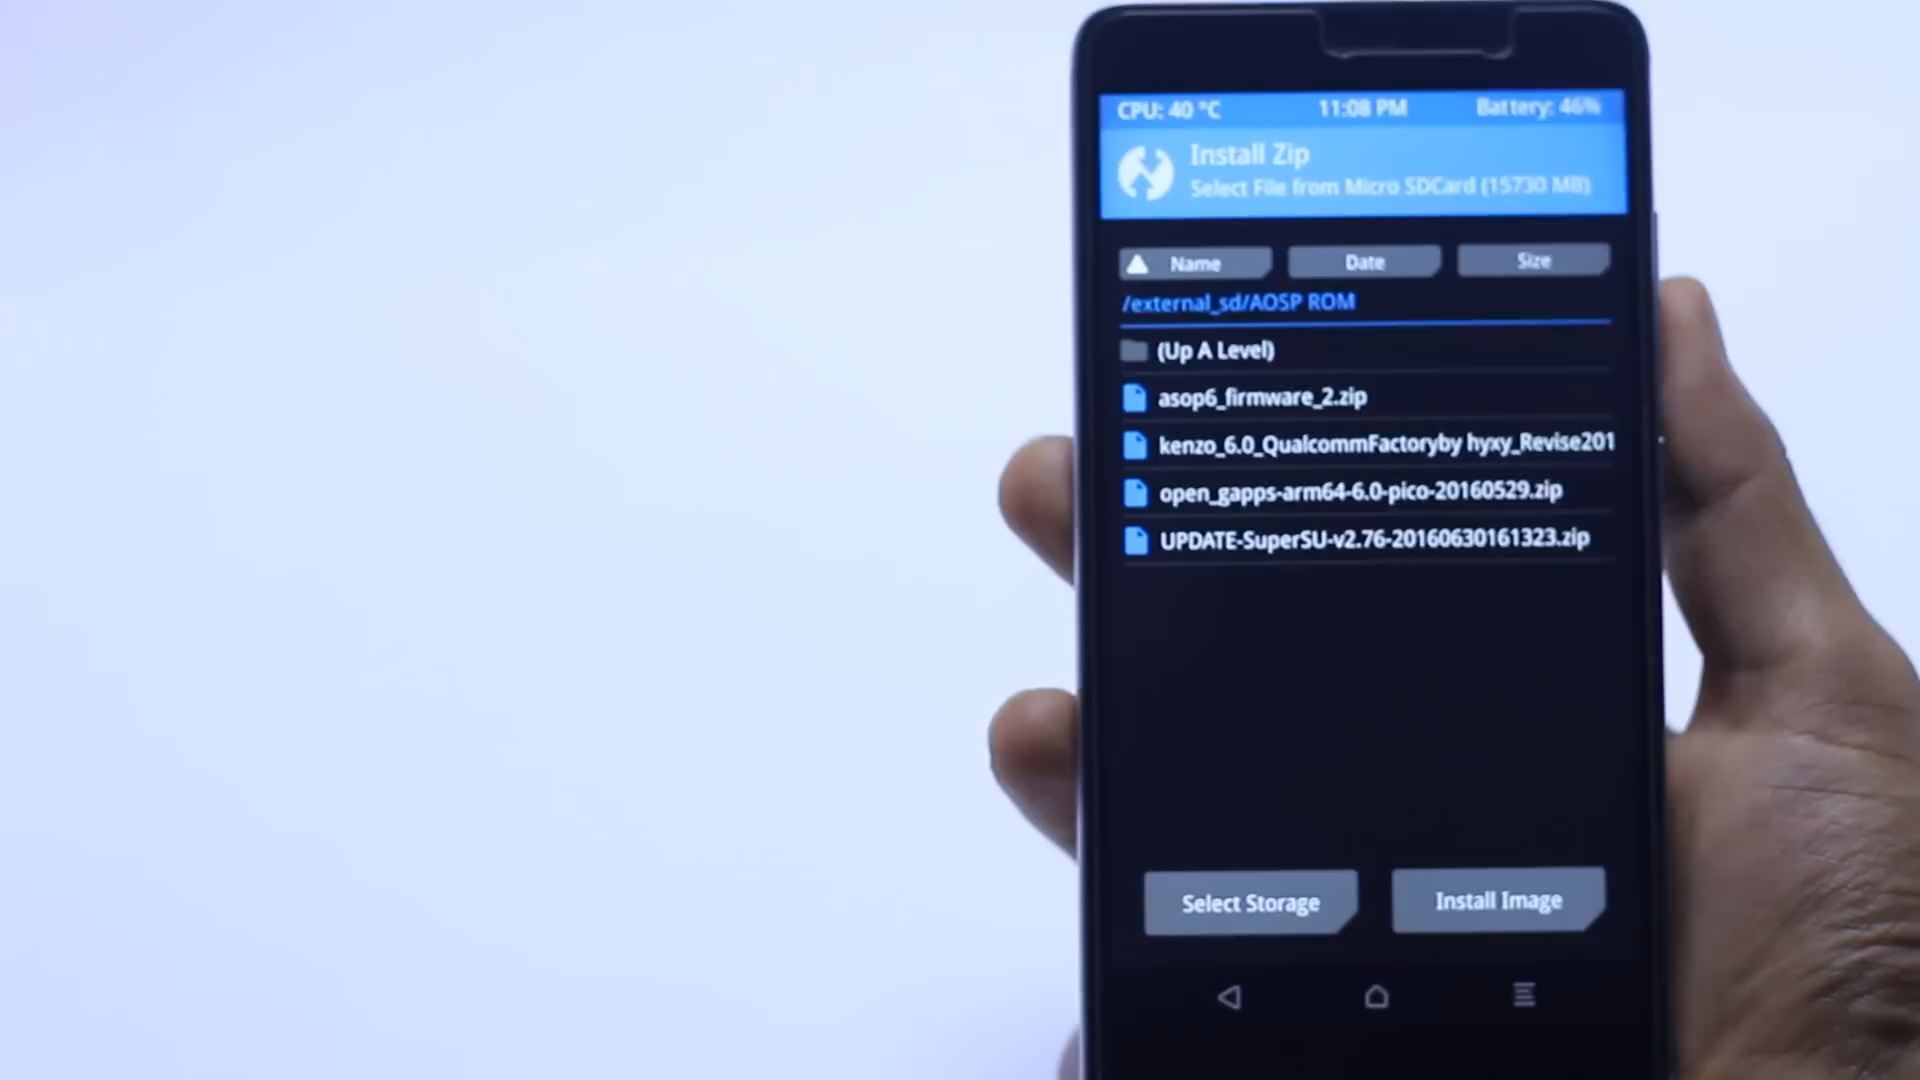 CPU: 40 °C 11:08 PM Battery: 46%
Install Zip
Select File from Micro SDCard (15730 MB)
Name Date Size
/external_sd/AOSP ROM
(Up A Level)
asop6_firmware_2.zip
kenzo_6.0_QualcommFactoryby hyxy_Revise201
open_gapps-arm64-6.0-pico-20160529.zip
UPDATE-SuperSU-v2.76-20160630161323.zip
Select Storage Install Image